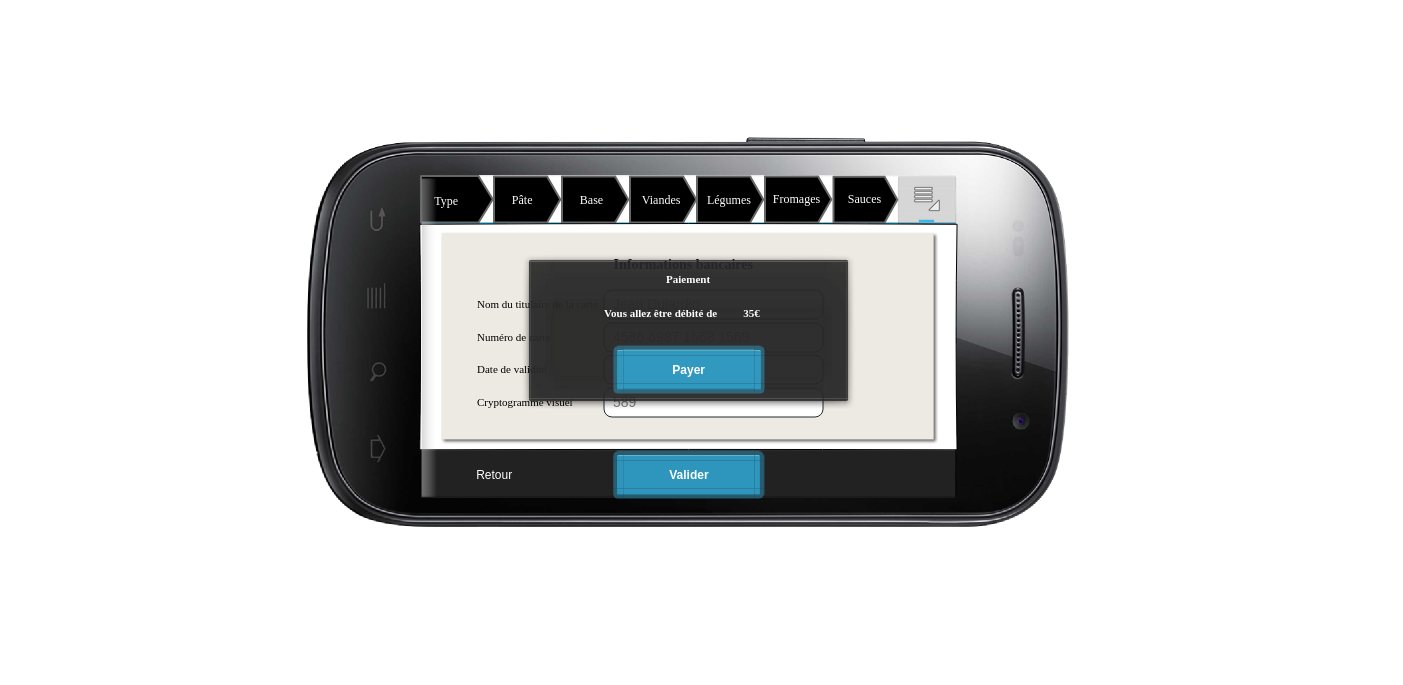 Type Pâte Base Viandes Légumes Fromages Sauces
Informations bancaires
Paiement
Nom du titulaire de la carte
Vous allez être débité de 35€
Numéro de carte
Date de valid
Payer
Cryptogramme visuel 589
Retour Valider